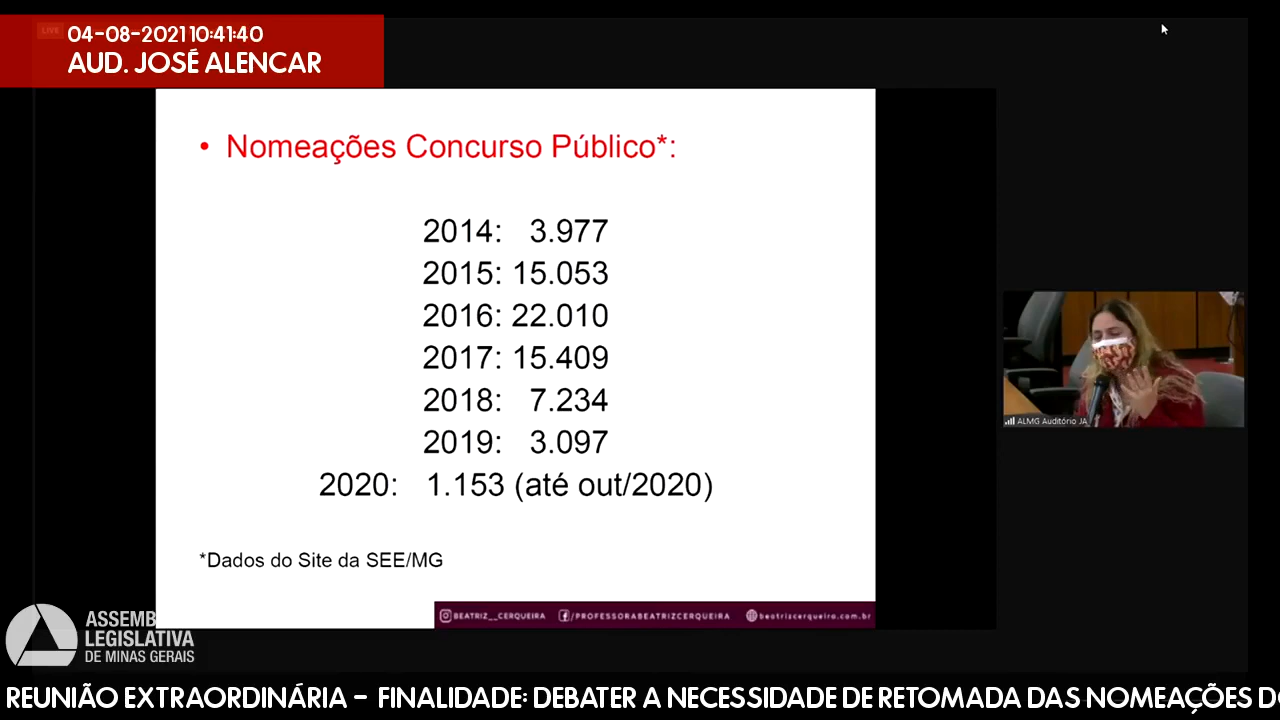 LIVE
04-08-2021 10:41:40
AUD. JOSÉ ALENCAR
• Nomeações Concurso Público*:
2014: 3.977
2015: 15.053
2016: 22.010
2017: 15.409
2018: 7.234
2019: 3.097
2020: 1.153 (até out/2020)
*Dados do Site da SEE/MG
BEATRIZ__CERQUEIRA /PROFESSORABEATRIZCERQUEIRA beatrizcerqueira.com.br
ALMG Auditório JA
ASSEMB
LEGISLATIVA
DE MINAS GERAIS
REUNIÃO EXTRAORDINÁRIA - FINALIDADE: DEBATER A NECESSIDADE DE RETOMADA DAS NOMEAÇÕES D